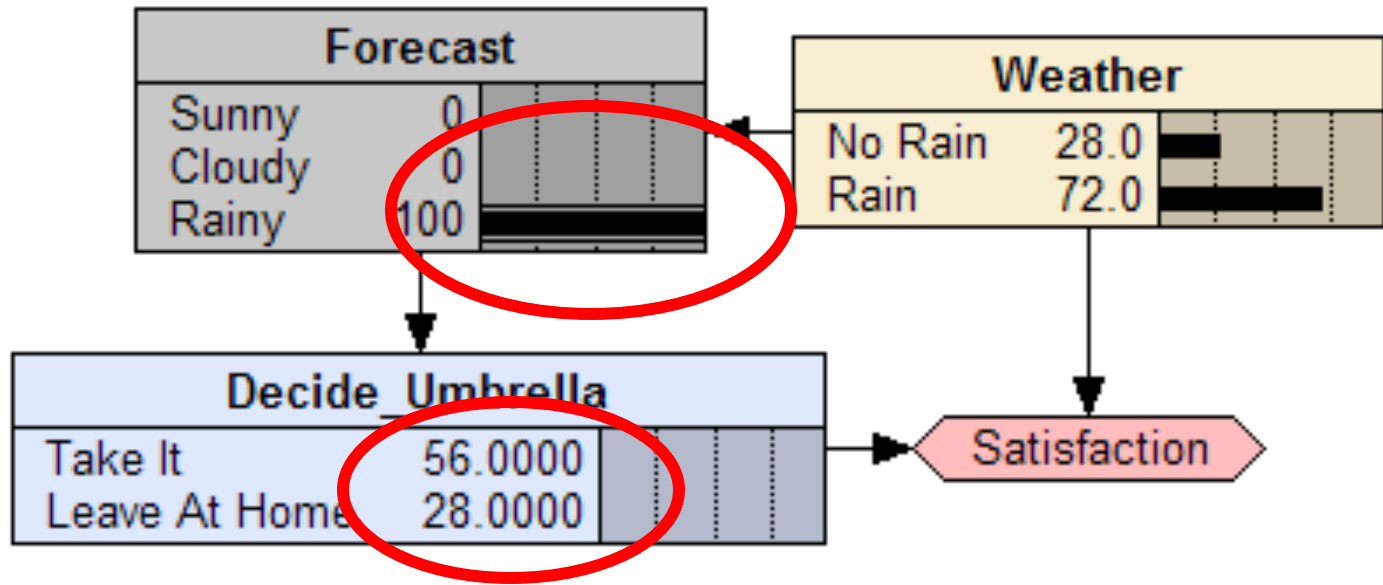 Forecast
Sunny 0
Cloudy 0
Rainy 100
Weather
No Rain 28.0
Rain 72.0
Decide_Umbrella
Take It 56.0000
Leave At Home 28.0000
Satisfaction